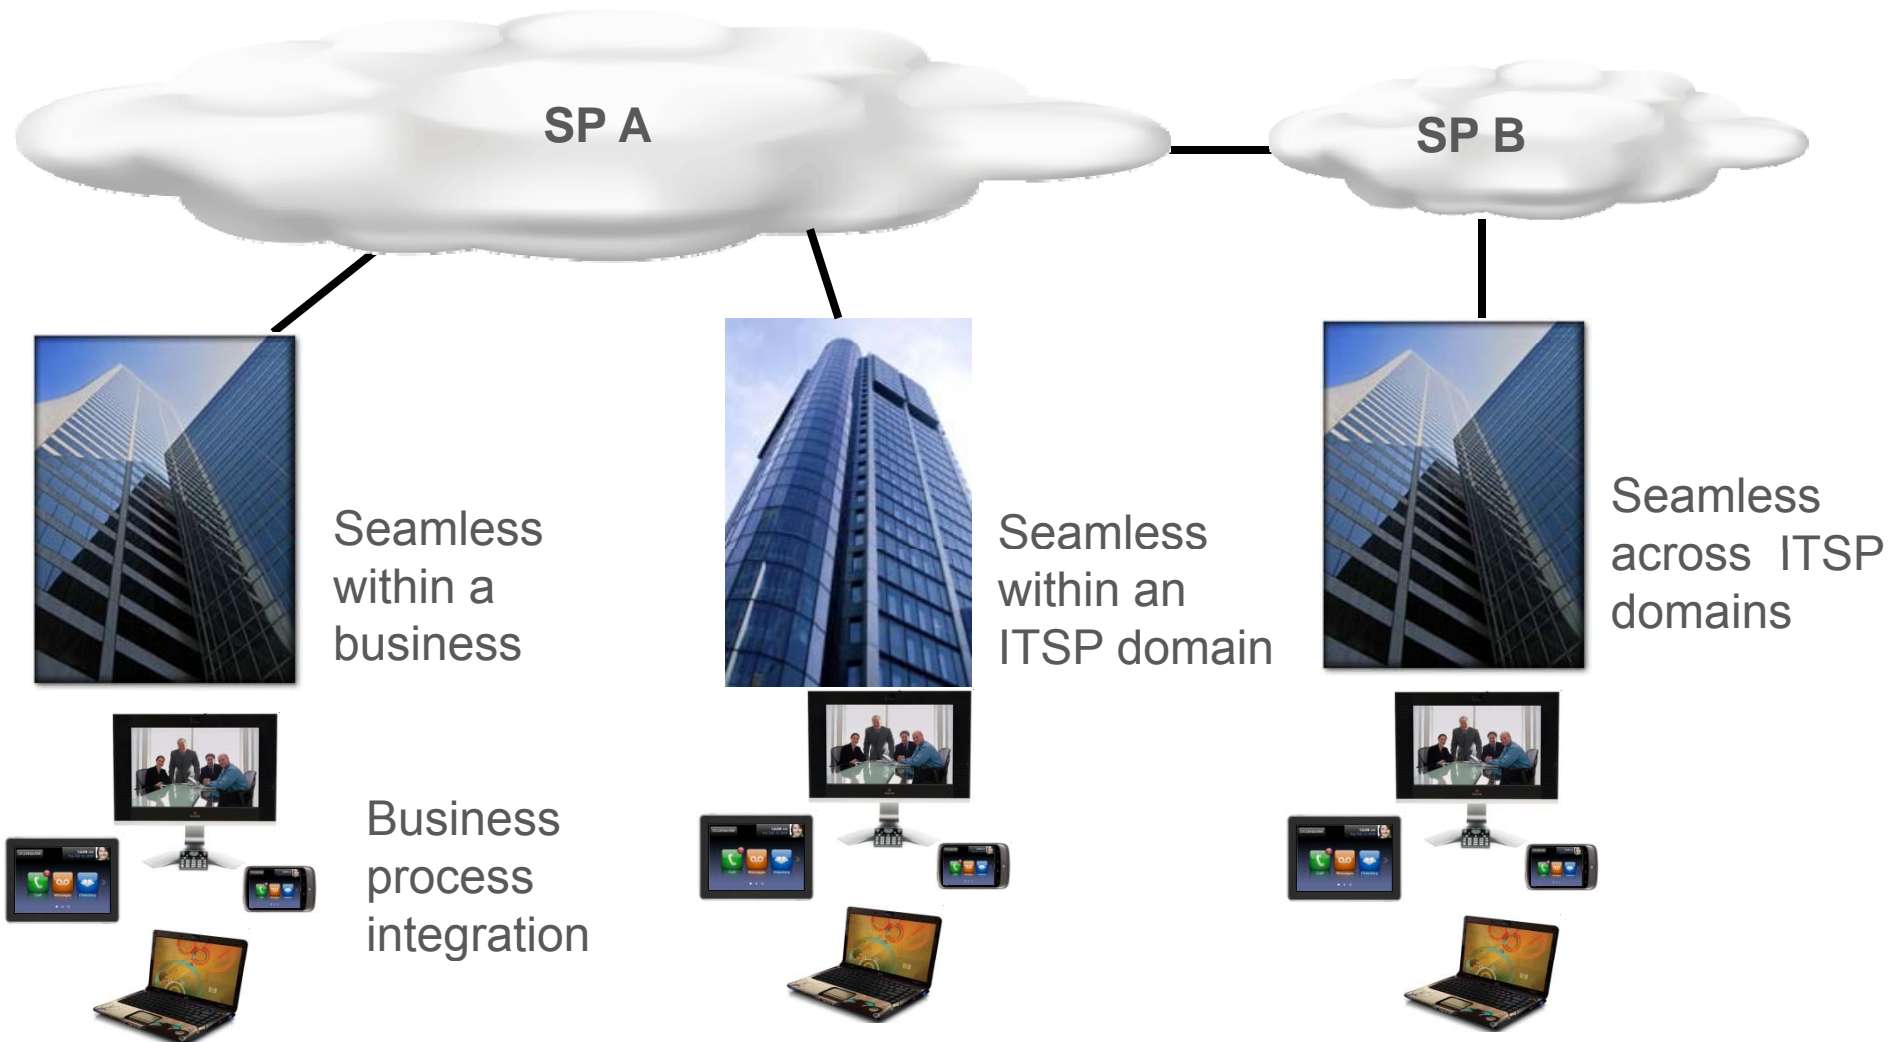 SP A
SP B
Seamless
within a
business
Seamless
within an
ITSP domain
Seamless
across ITSP
domains
Business
process
integration